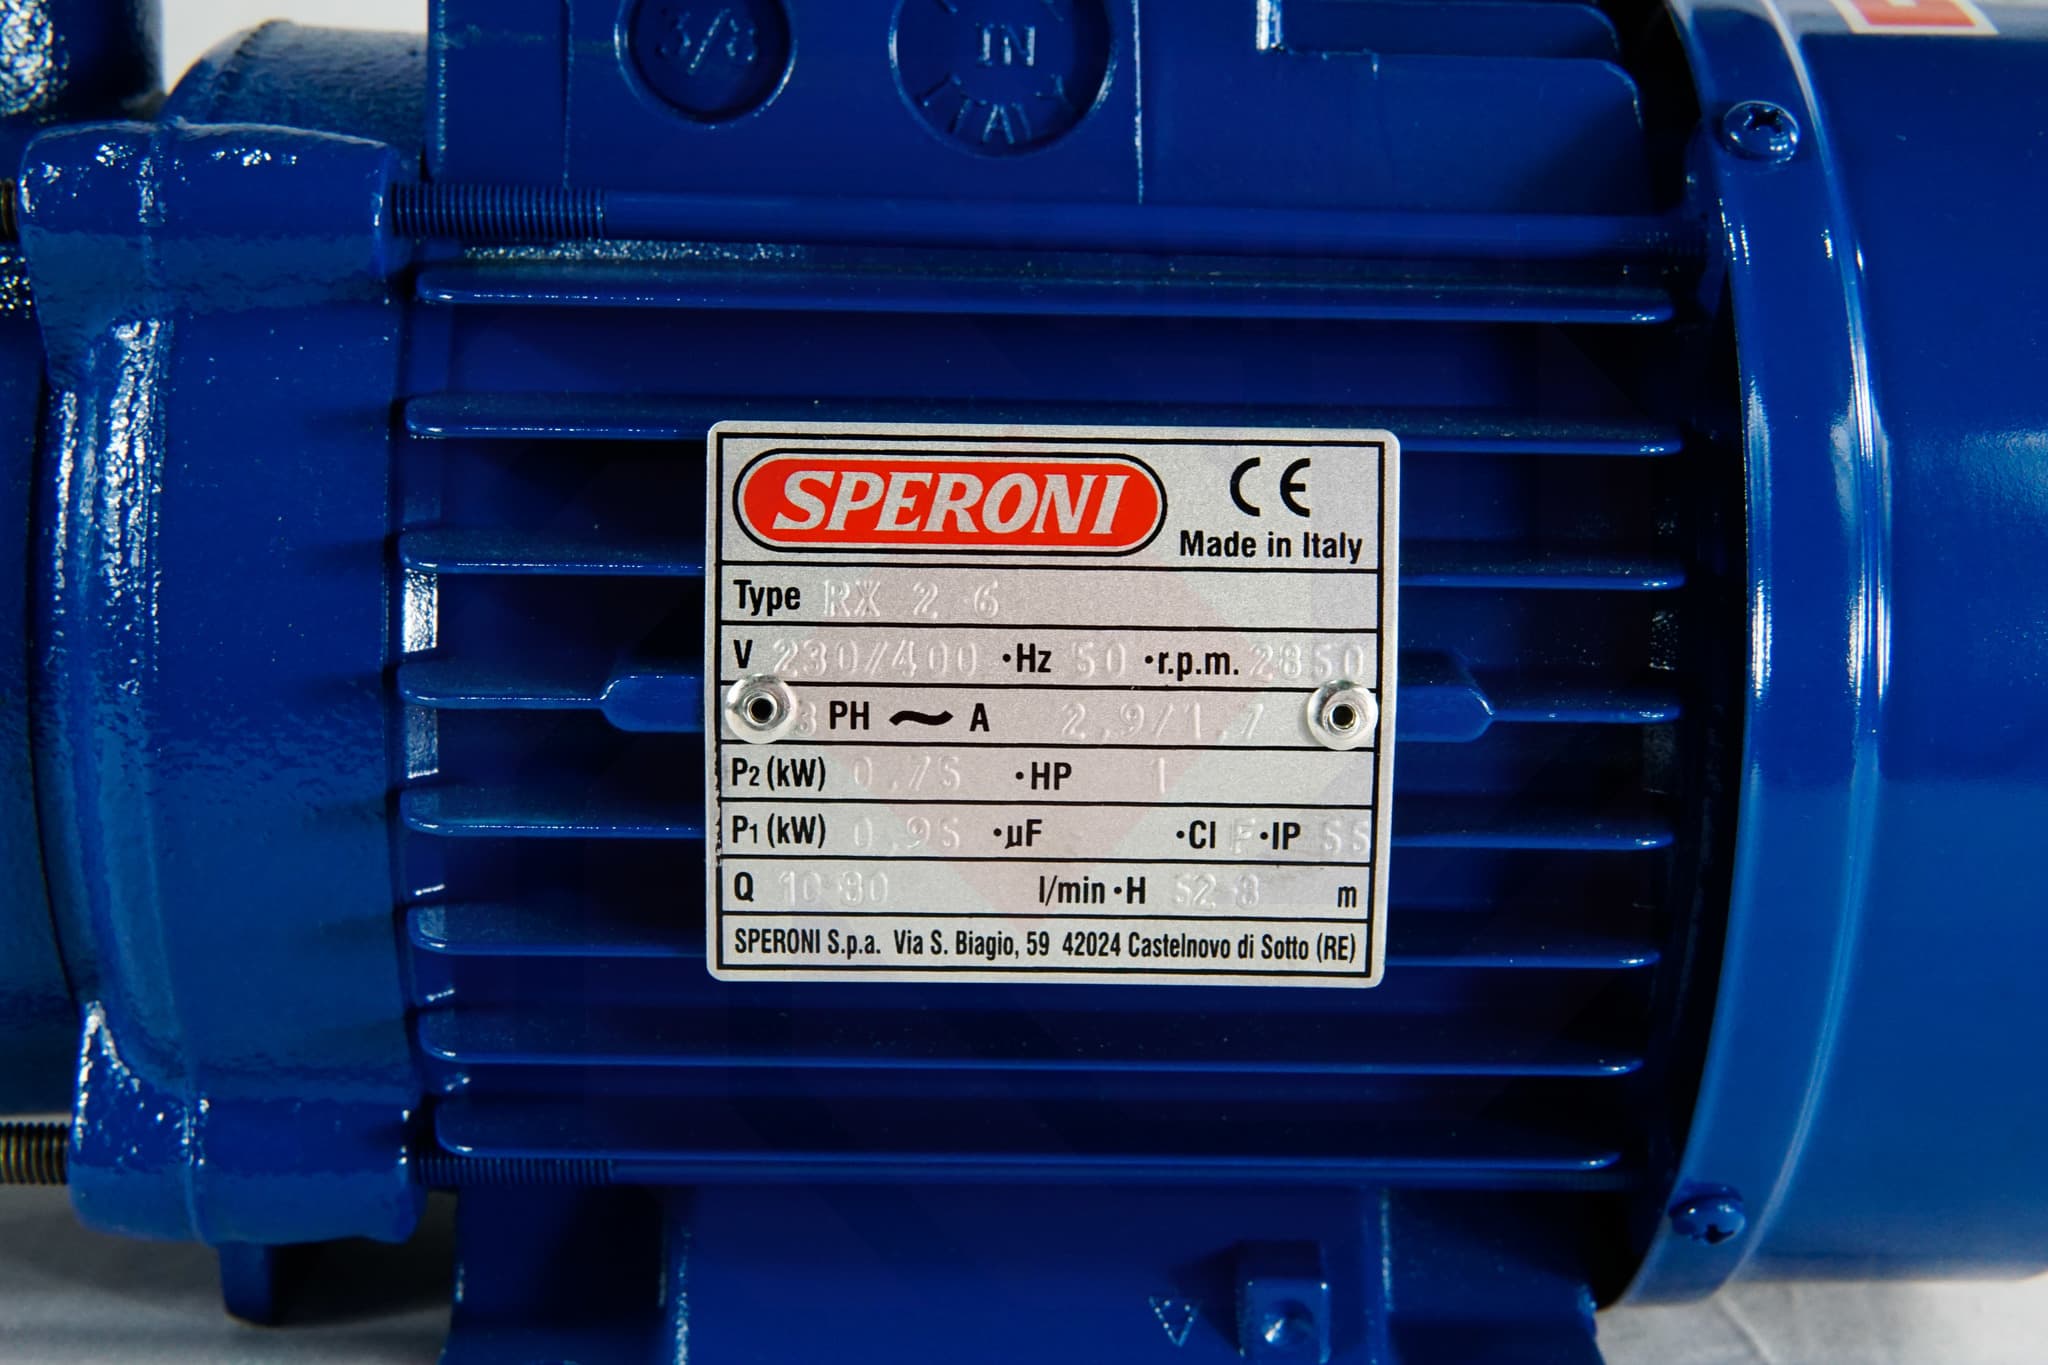 3/8
IN
ITALY
SPERONI
CE
Made in Italy
Type RX 2 6
V 230/400 ·Hz 50 ·r.p.m. 2850
3 PH ~ A 2.9/1.7
P2 (kW) 0.75 ·HP 1
P1 (kW) 0.95 ·µF ·Cl F ·IP 55
Q 10 80 l/min ·H 52 8 m
SPERONI S.p.a. Via S. Biagio, 59 42024 Castelnovo di Sotto (RE)